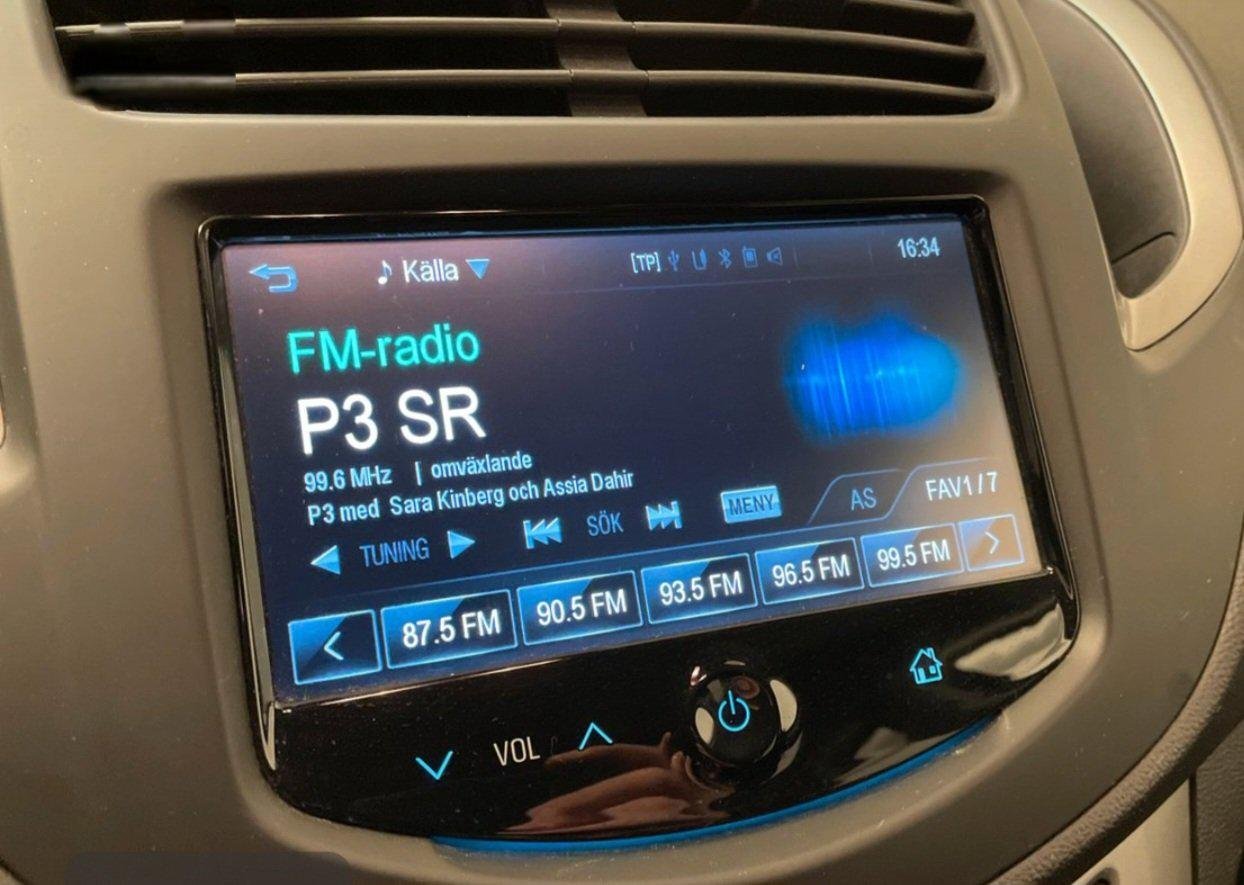 Källa [TP] 16:34
FM-radio
P3 SR
99.6 MHz | omväxlande
P3 med Sara Kinberg och Assia Dahir
TUNING SÖK MENY AS FAV1/7
< 87.5 FM 90.5 FM 93.5 FM 96.5 FM 99.5 FM >
VOL